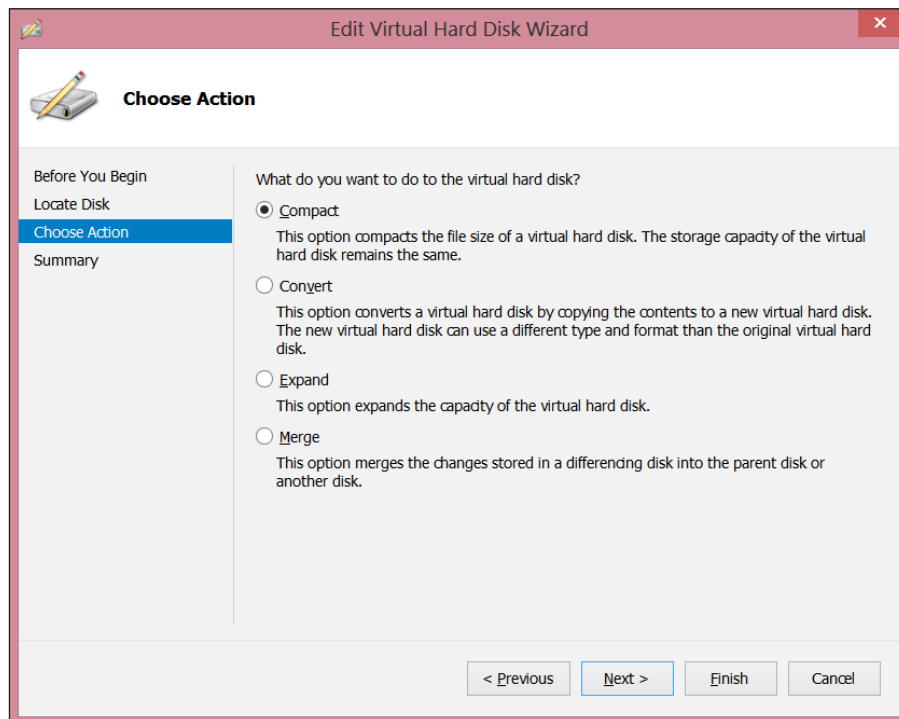 Edit Virtual Hard Disk Wizard
Choose Action
Before You Begin
Locate Disk
Choose Action
Summary
What do you want to do to the virtual hard disk?
Compact
This option compacts the file size of a virtual hard disk. The storage capacity of the virtual
hard disk remains the same.
Convert
This option converts a virtual hard disk by copying the contents to a new virtual hard disk.
The new virtual hard disk can use a different type and format than the original virtual hard
disk.
Expand
This option expands the capacity of the virtual hard disk.
Merge
This option merges the changes stored in a differencing disk into the parent disk or
another disk.
< Previous
Next >
Finish
Cancel